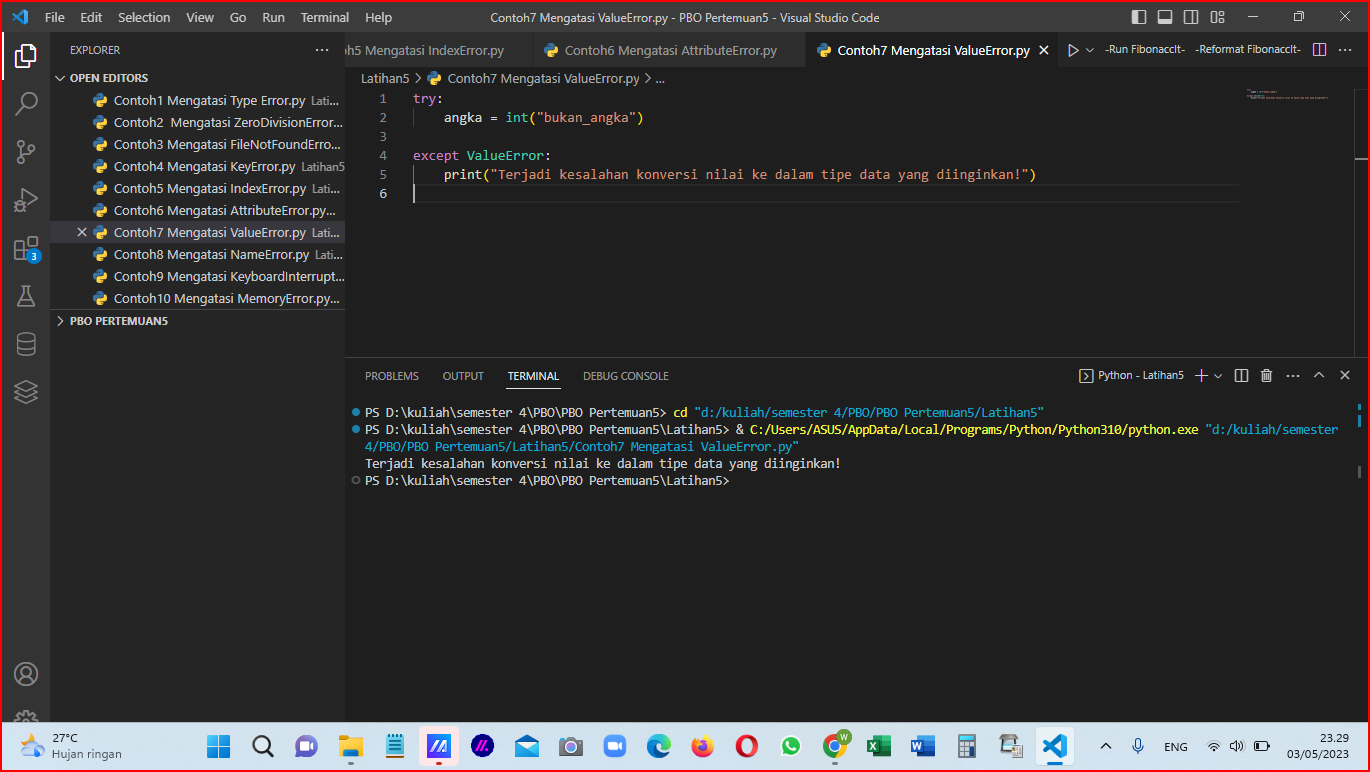 File Edit Selection View Go Run Terminal Help Contoh7 Mengatasi ValueError.py - PBO Pertemuan5 - Visual Studio Code
EXPLORER
OPEN EDITORS
Contoh1 Mengatasi Type Error.py Lati...
Contoh2 Mengatasi ZeroDivisionError...
Contoh3 Mengatasi FileNotFoundErro...
Contoh4 Mengatasi KeyError.py Latihan5
Contoh5 Mengatasi IndexError.py Lati...
Contoh6 Mengatasi AttributeError.py...
Contoh7 Mengatasi ValueError.py Lati...
Contoh8 Mengatasi NameError.py Lati...
Contoh9 Mengatasi KeyboardInterrupt...
Contoh10 Mengatasi MemoryError.py...
PBO PERTEMUAN5
3
oh5 Mengatasi IndexError.py Contoh6 Mengatasi AttributeError.py Contoh7 Mengatasi ValueError.py -Run FibonaccIt- -Reformat FibonaccIt-
Latihan5 > Contoh7 Mengatasi ValueError.py > ...
1 try:
2 angka = int("bukan_angka")
3
4 except ValueError:
5 print("Terjadi kesalahan konversi nilai ke dalam tipe data yang diinginkan!")
6
PROBLEMS OUTPUT TERMINAL DEBUG CONSOLE Python - Latihan5
PS D:\kuliah\semester 4\PBO\PBO Pertemuan5> cd "d:/kuliah/semester 4/PBO/PBO Pertemuan5/Latihan5"
PS D:\kuliah\semester 4\PBO\PBO Pertemuan5\Latihan5> & C:/Users/ASUS/AppData/Local/Programs/Python/Python310/python.exe "d:/kuliah/semester
4/PBO/PBO Pertemuan5/Latihan5/Contoh7 Mengatasi ValueError.py"
Terjadi kesalahan konversi nilai ke dalam tipe data yang diinginkan!
PS D:\kuliah\semester 4\PBO\PBO Pertemuan5\Latihan5>
27°C
Hujan ringan
W
ENG
23.29
03/05/2023